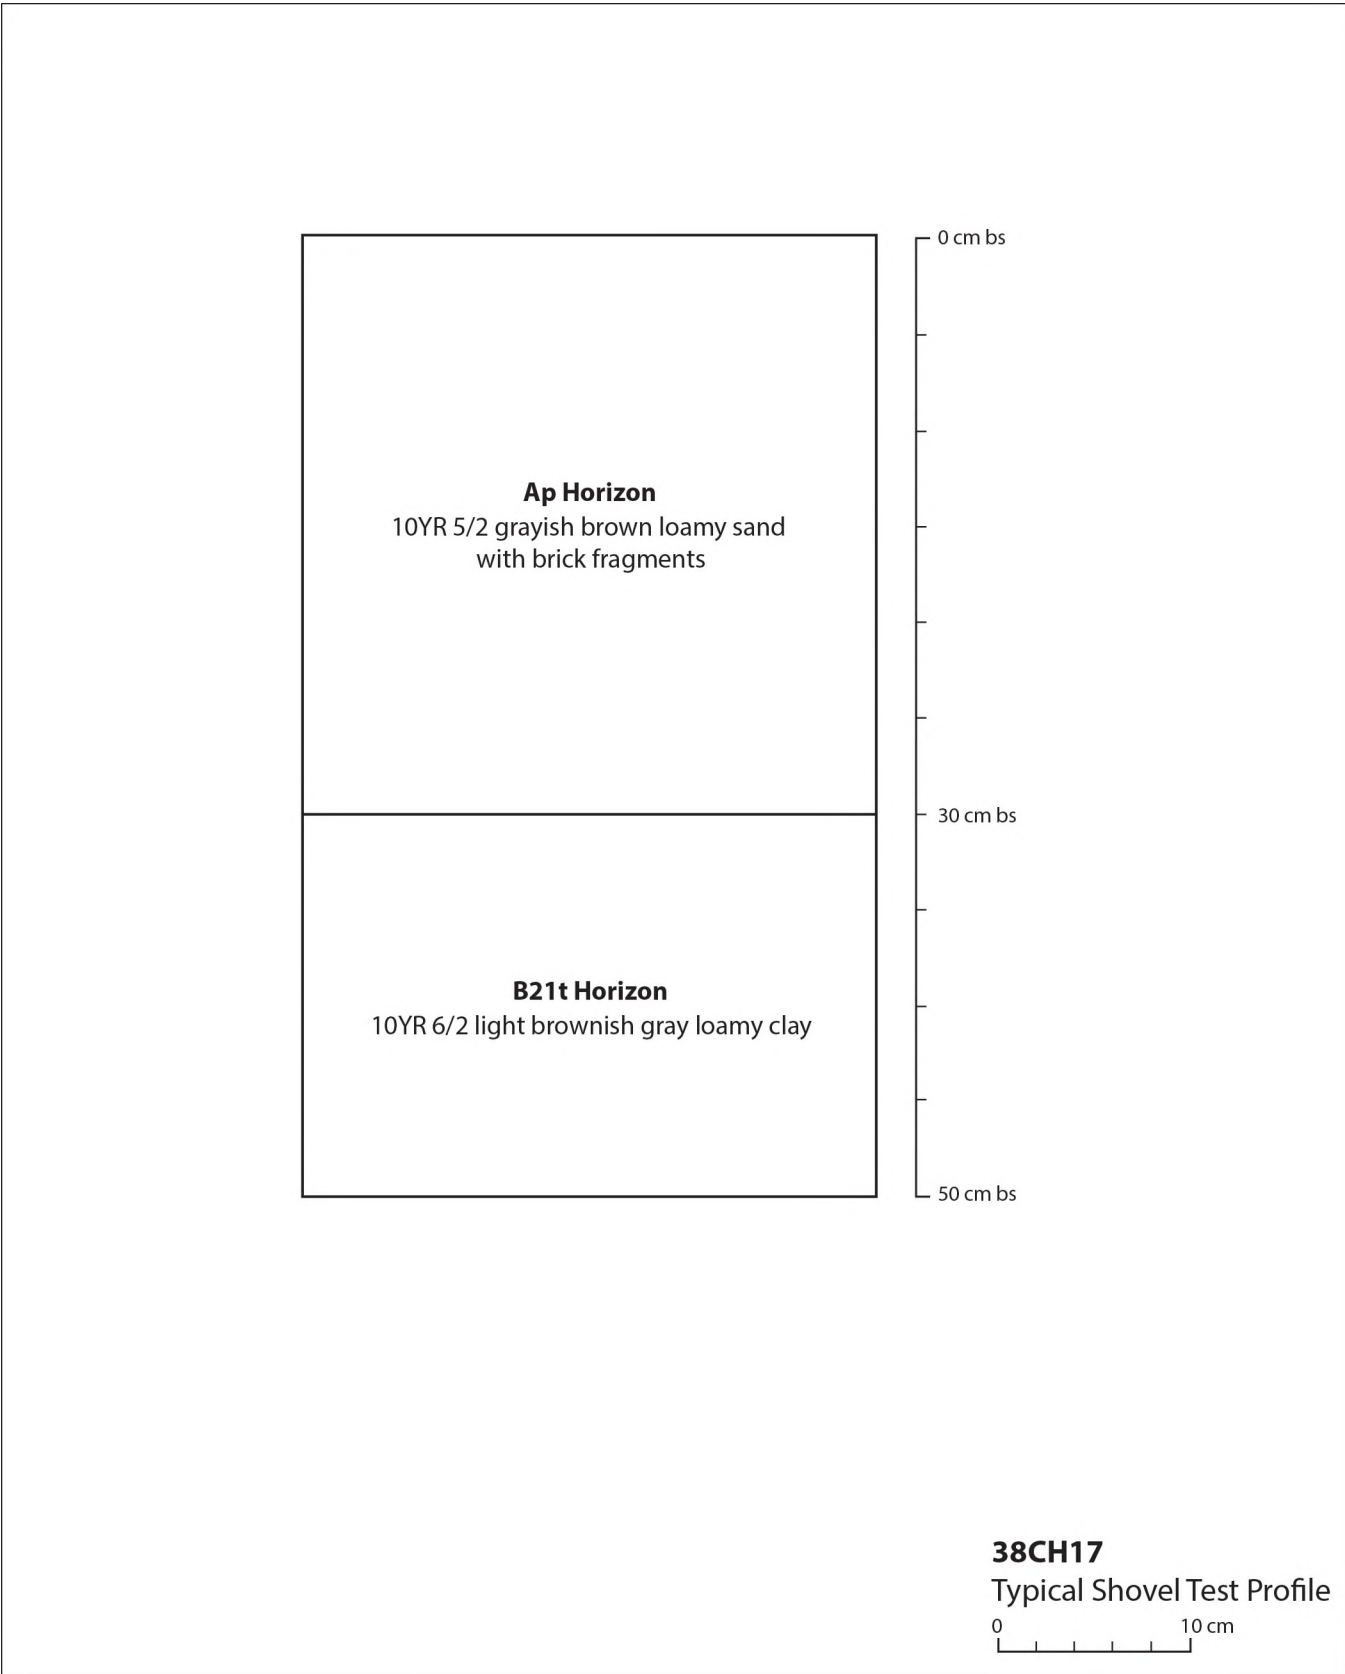 0 cm bs
Ap Horizon
10YR 5/2 grayish brown loamy sand
with brick fragments
30 cm bs
B21t Horizon
10YR 6/2 light brownish gray loamy clay
50 cm bs
38CH17
Typical Shovel Test Profile
0 10 cm